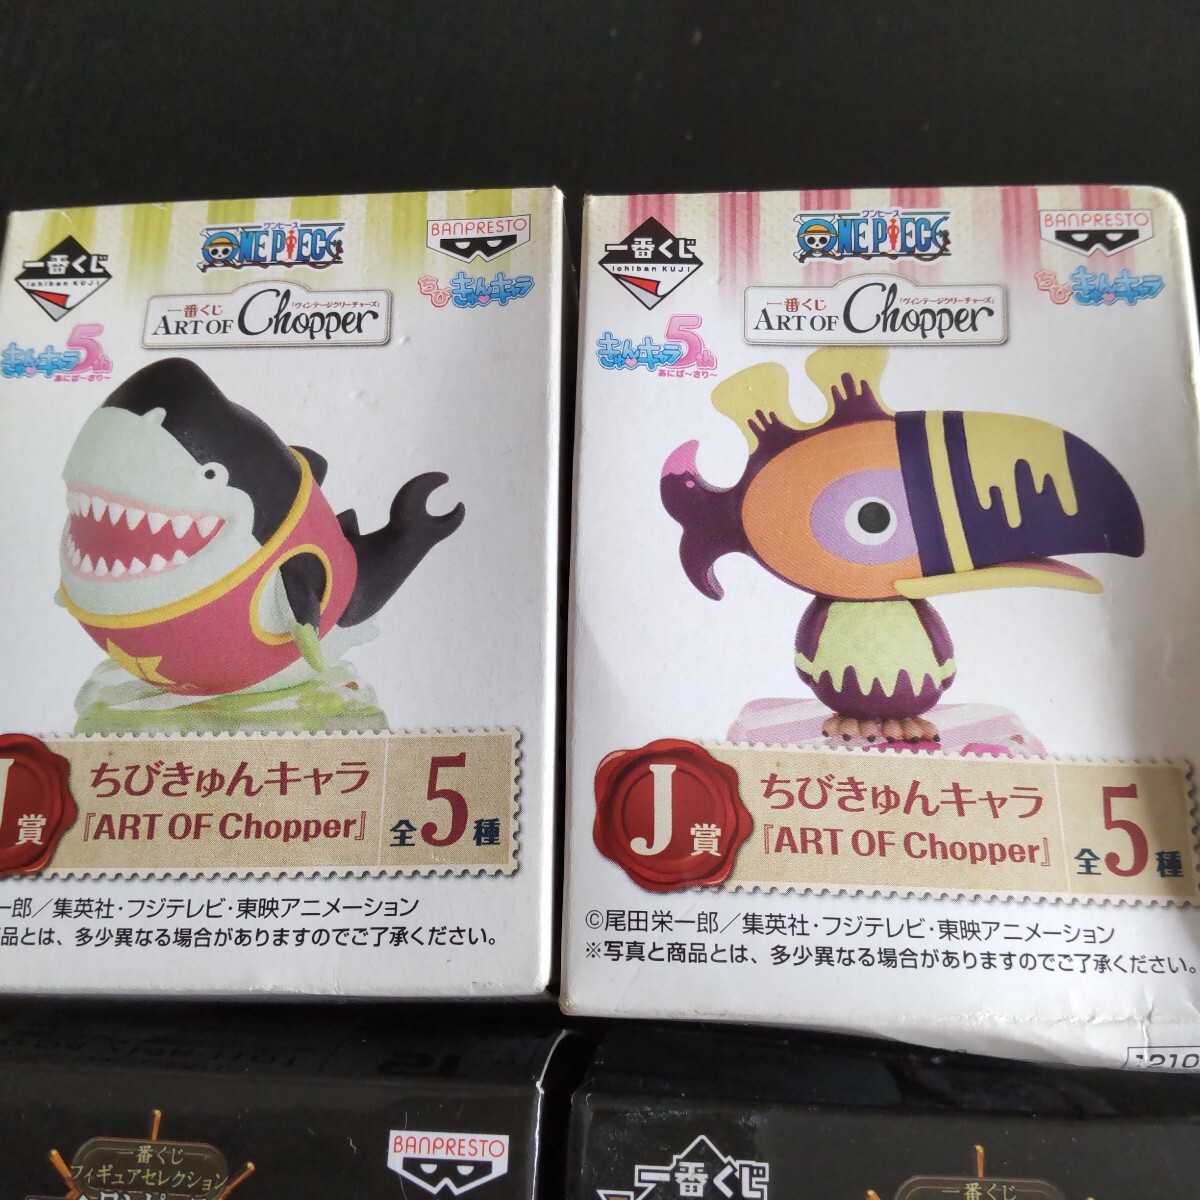 一番くじ
Ichiban KUJI
ワンピース
ONE PIECE
BANPRESTO
ちびきゅんキャラ
一番くじ 『ヴィンテージクリーチャーズ』
ART OF Chopper
きゅんキャラ5th
あにば〜さり〜
J賞
ちびきゅんキャラ
『ART OF Chopper』
全5種
一郎／集英社・フジテレビ・東映アニメーション
品とは、多少異なる場合がありますのでご了承ください。
一番くじ
Ichiban KUJI
ワンピース
ONE PIECE
BANPRESTO
ちびきゅんキャラ
一番くじ 『ヴィンテージクリーチャーズ』
ART OF Chopper
きゅんキャラ5th
あにば〜さり〜
J賞
ちびきゅんキャラ
『ART OF Chopper』
全5種
©尾田栄一郎／集英社・フジテレビ・東映アニメーション
※写真と商品とは、多少異なる場合がありますのでご了承ください。
1210
一番くじ
フィギュアセレクション
BANPRESTO
一番くじ
一番くじ